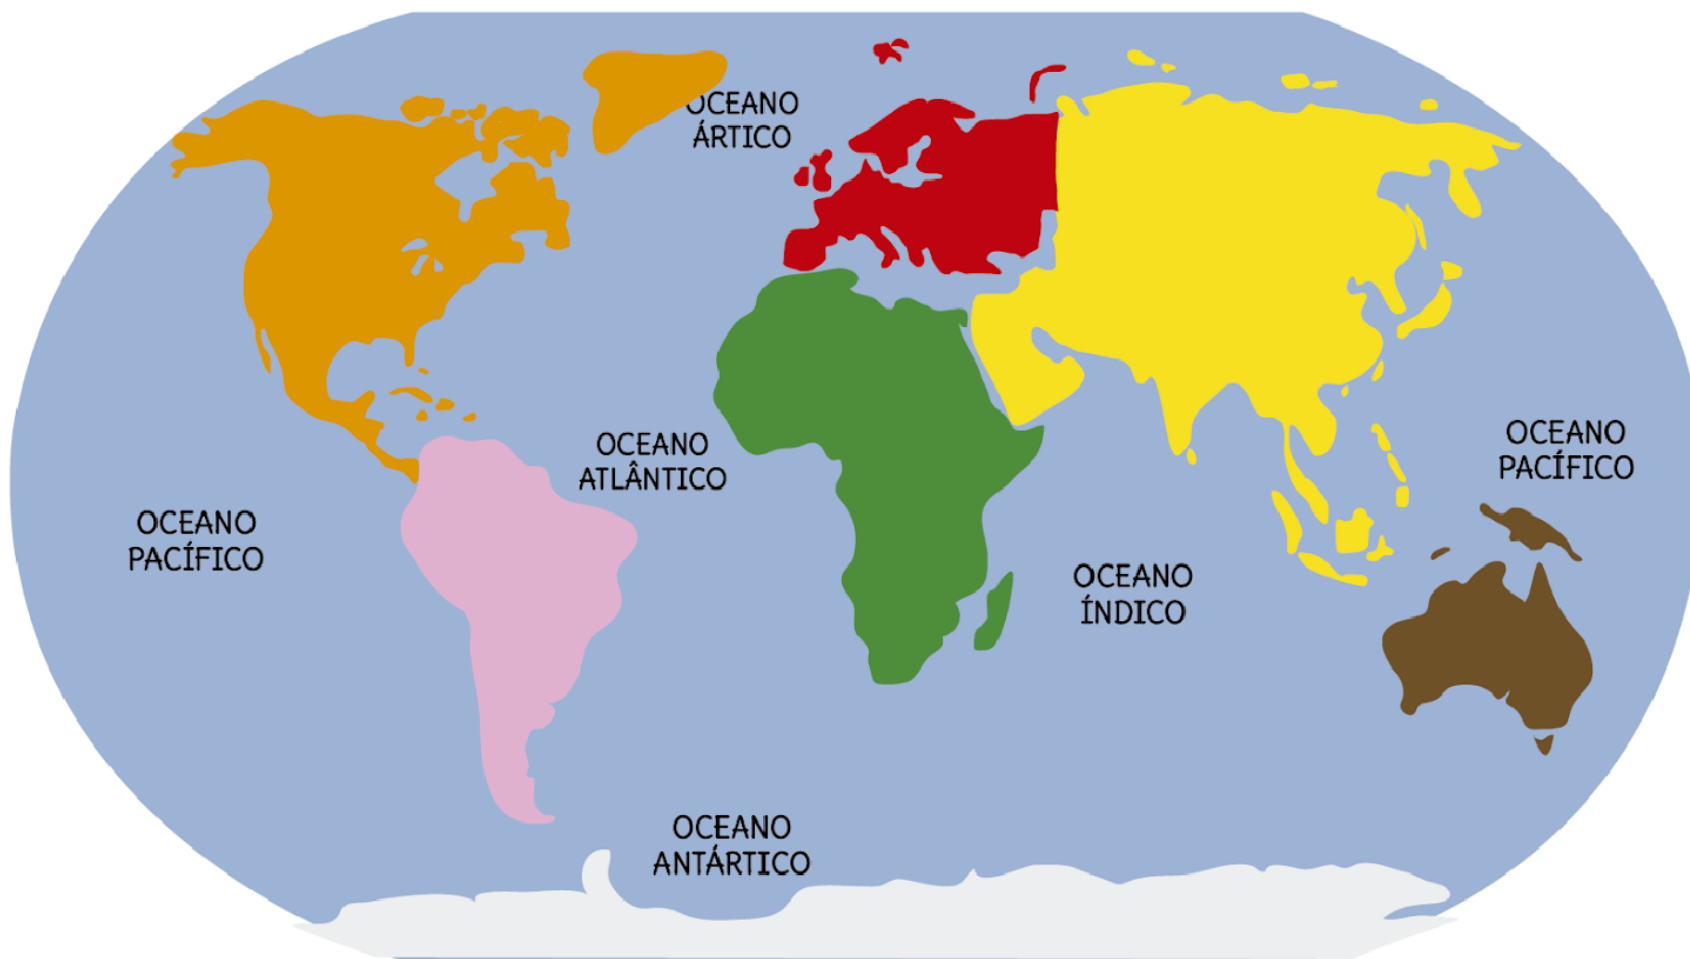 OCEANO
ÁRTICO
OCEANO
ATLÂNTICO
OCEANO
PACÍFICO
OCEANO
PACÍFICO
OCEANO
ÍNDICO
OCEANO
ANTÁRTICO